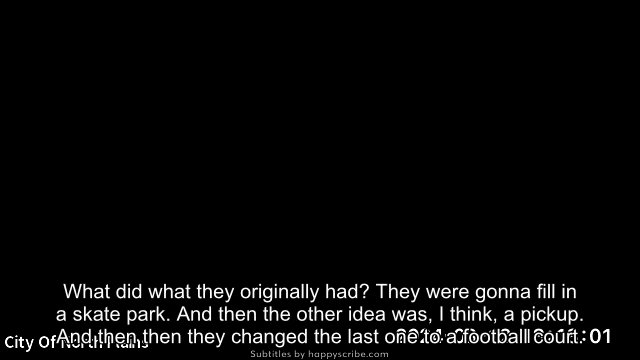 What did what they originally had? They were gonna fill in
a skate park. And then the other idea was, I think, a pickup.
And then, then they changed the last one to a football court.
City Of North Plains
Subtitles by happyscribe.com